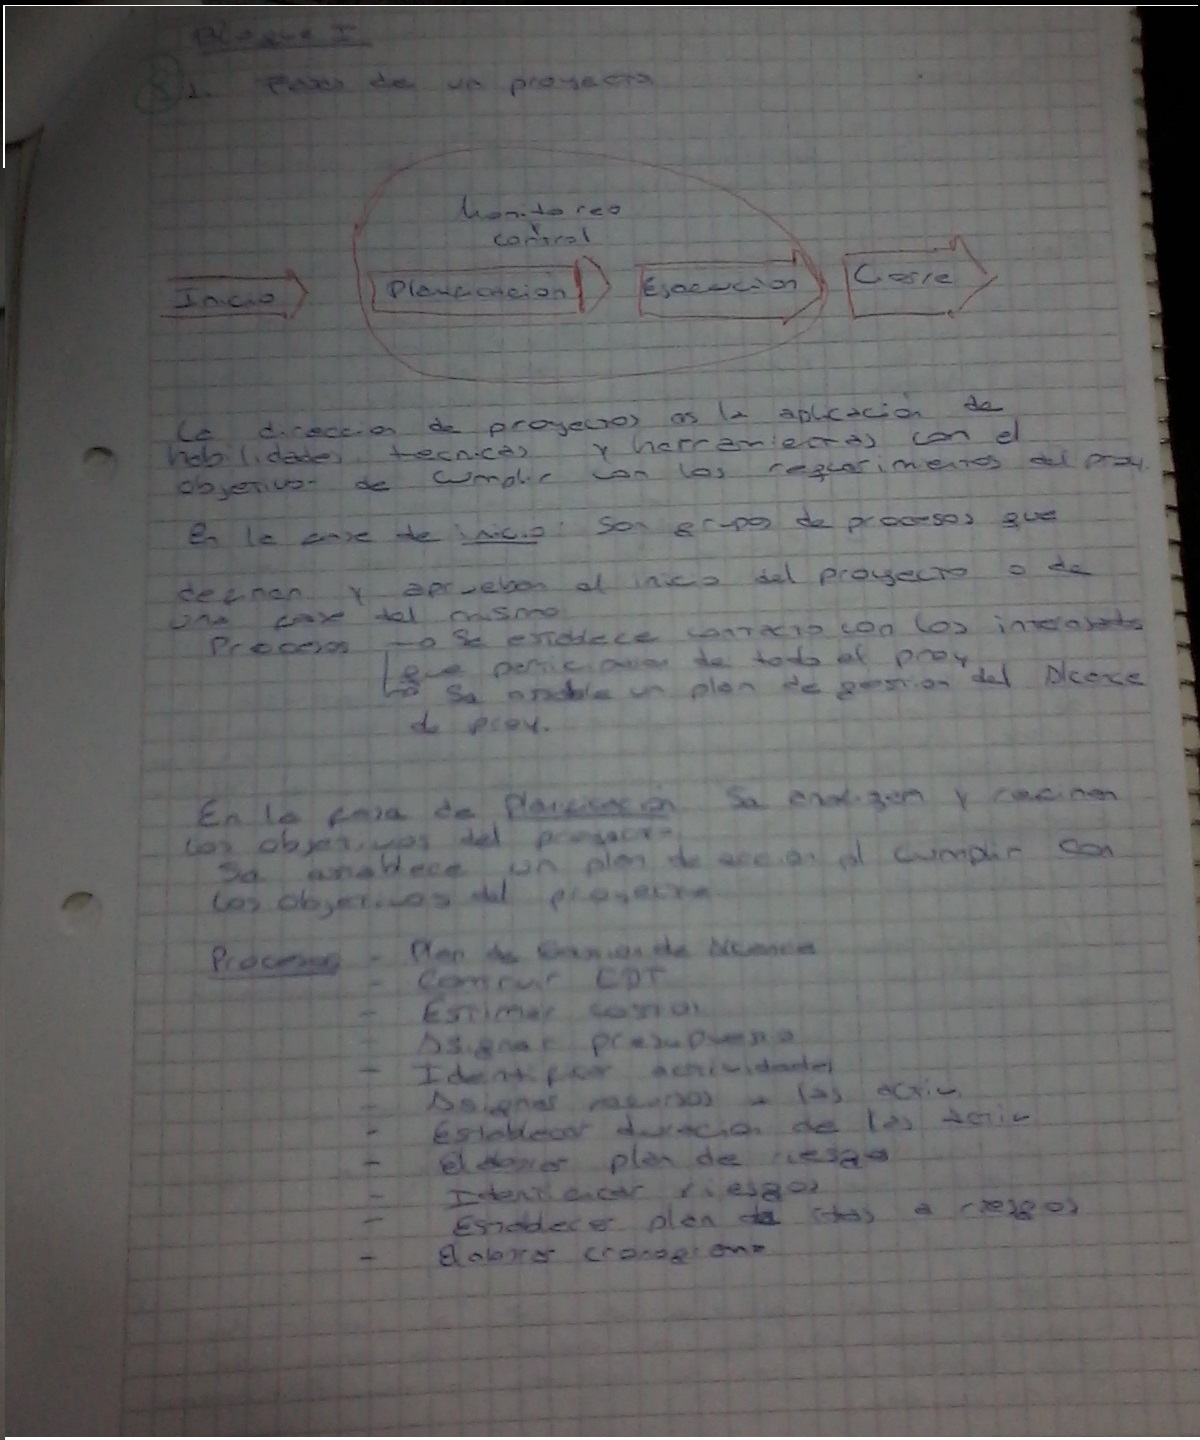 Bloque I
1. Fases de un proyecto
Monitoreo
y
control
Inicio
Planificacion
Ejecucion
Cierre
La direccion de proyectos es la aplicación de
habilidades, tecnicas y herramientas con el
objetivo de cumplir con los requerimientos del proy.
En la fase de inicio: Son grupos de procesos que
definen y aprueban el inicio del proyecto o de
una fase del mismo
Procesos → Se establece contacto con los interesados
que participan de todo el proy
→ Se establece un plan de gestion del Alcance
de proy.
En la fase de Planificación Se analizan y refinan
los objetivos del proyecto
Se establece un plan de accion al cumplir con
los objetivos del proyecto
Procesos - Plan de Gestion de Alcance
- Construir EDT
- Estimar costos
- Asignar presupuesto
- Identificar actividades
- Asignar recursos a las activ.
- Establecer duracion de las activ
- Elaborar plan de riesgo
- Identificar riesgos
- Establecer plan de a riesgos
- Elaborar cronograma